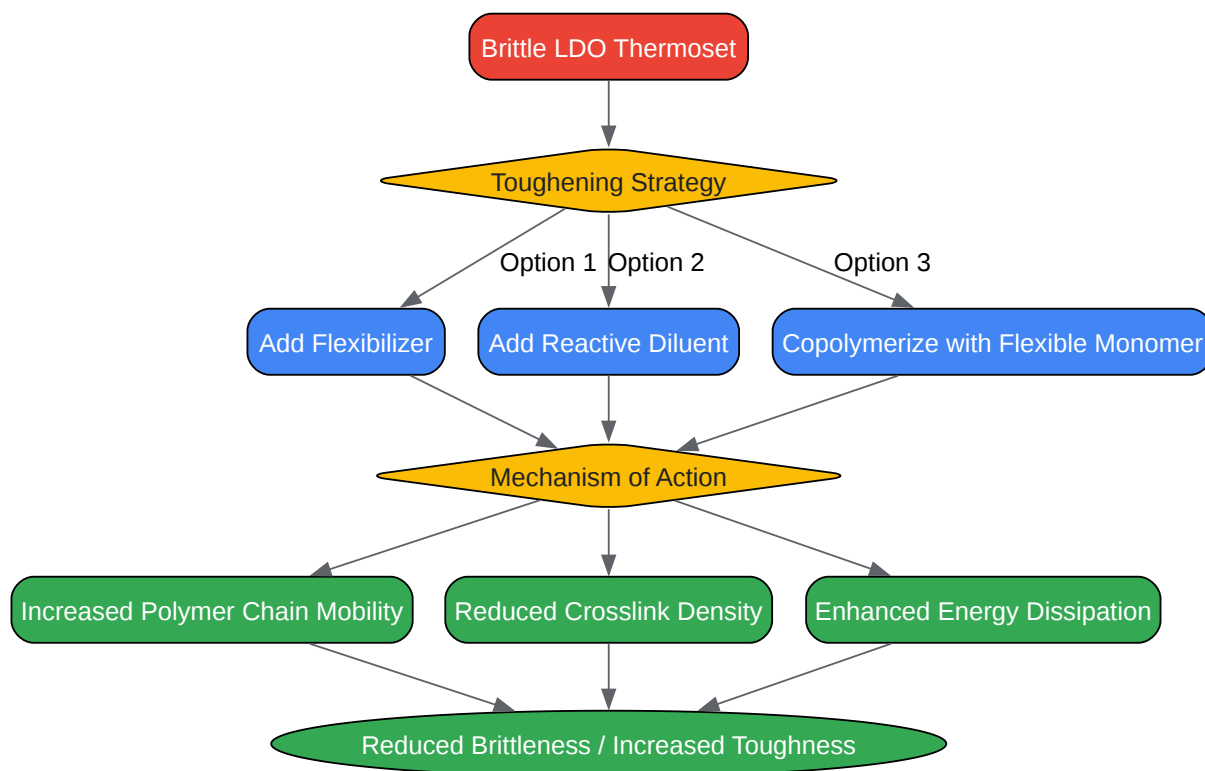 Brittle LDO Thermoset
Toughening Strategy
Option 1
Option 2
Option 3
Add Flexibilizer
Add Reactive Diluent
Copolymerize with Flexible Monomer
Mechanism of Action
Increased Polymer Chain Mobility
Reduced Crosslink Density
Enhanced Energy Dissipation
Reduced Brittleness / Increased Toughness